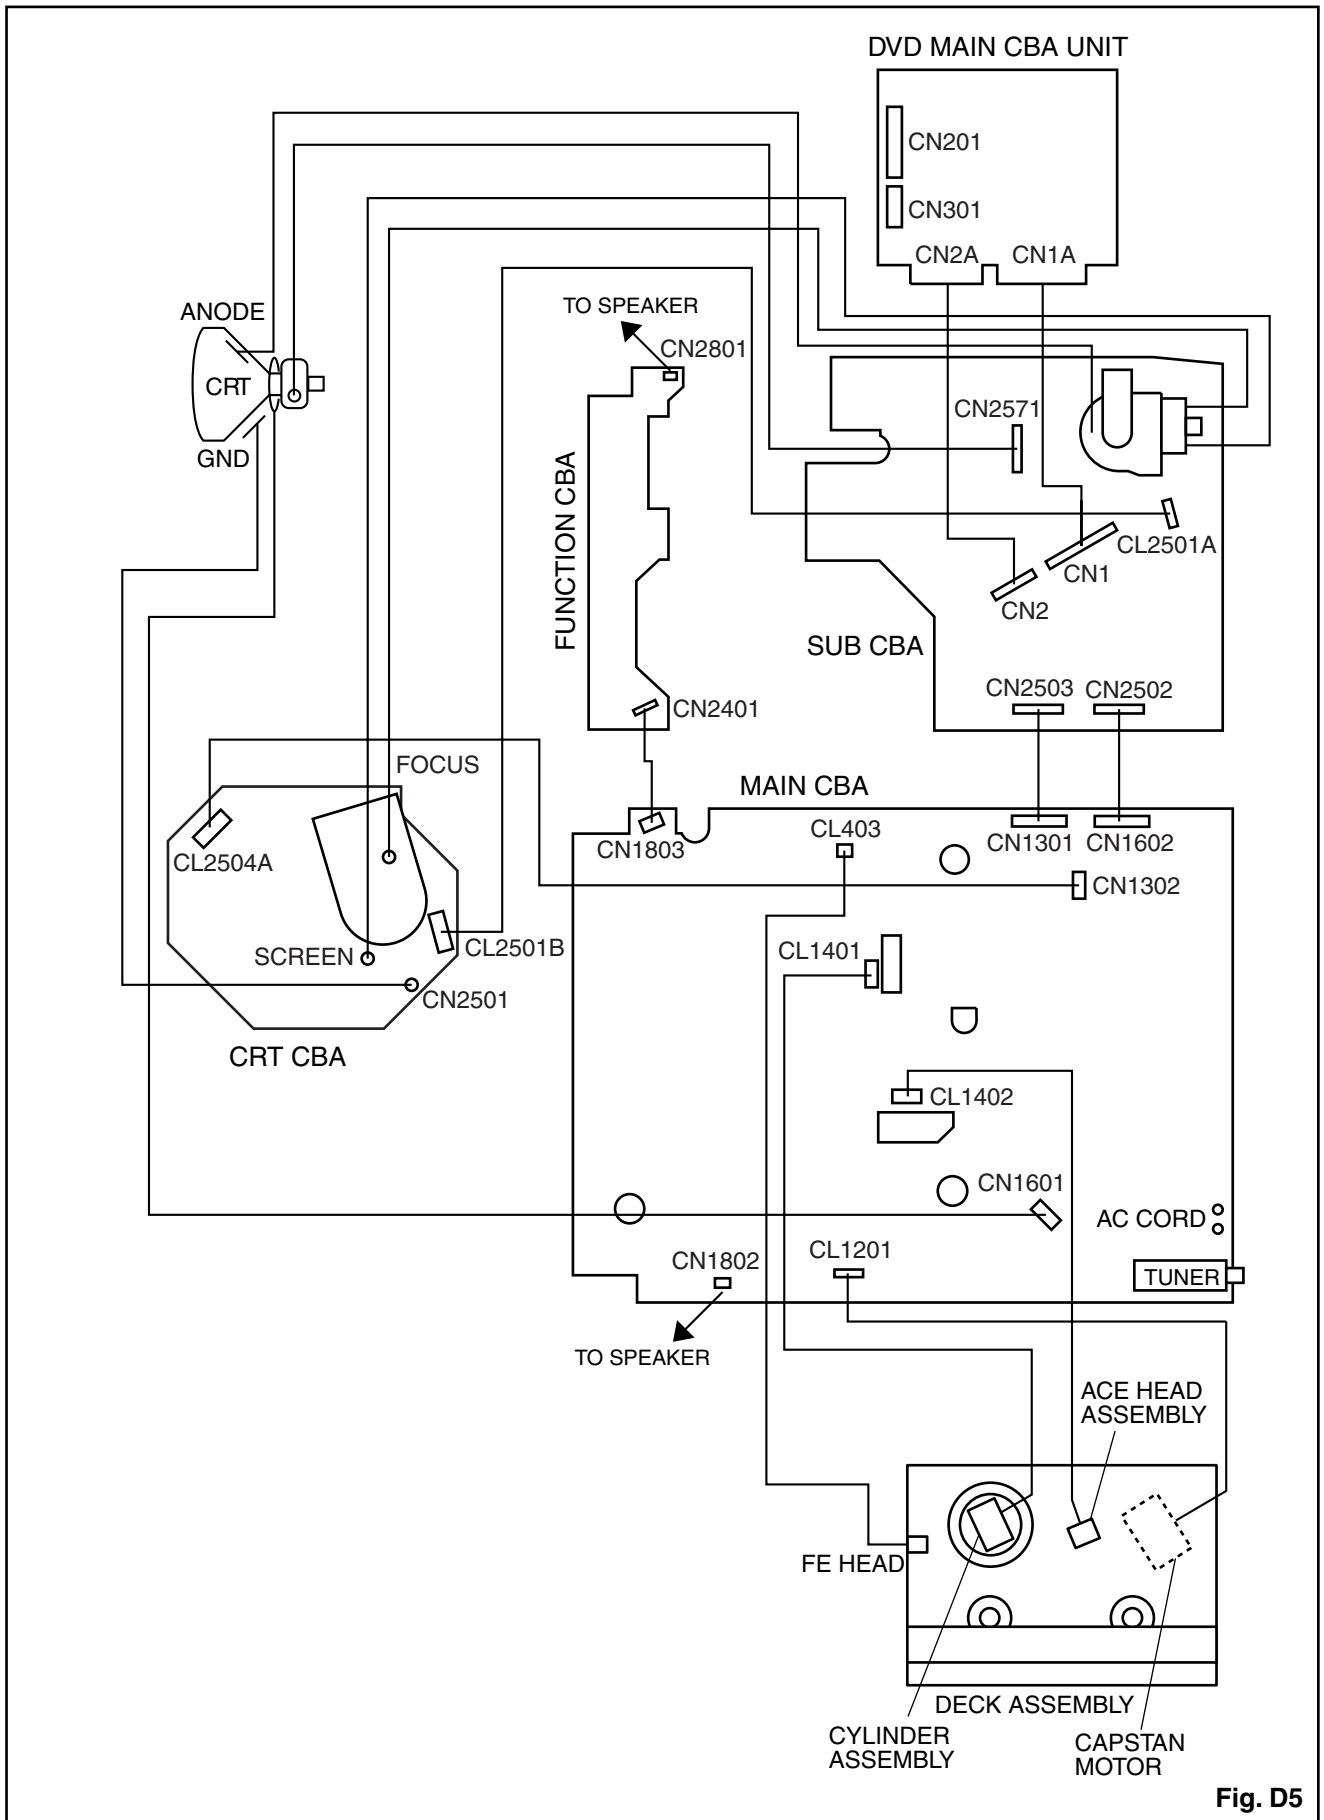 DVD MAIN CBA UNIT
CN201
CN301
CN2A
CN1A
ANODE
CRT
GND
TO SPEAKER
CN2801
FUNCTION CBA
CN2401
CN2571
CL2501A
CN1
CN2
SUB CBA
CN2503
CN2502
FOCUS
CL2504A
SCREEN
CL2501B
CN2501
CRT CBA
MAIN CBA
CN1803
CL403
CN1301
CN1602
CN1302
CL1401
CL1402
CN1601
AC CORD
CN1802
CL1201
TUNER
TO SPEAKER
ACE HEAD
ASSEMBLY
FE HEAD
DECK ASSEMBLY
CYLINDER
ASSEMBLY
CAPSTAN
MOTOR
Fig. D5